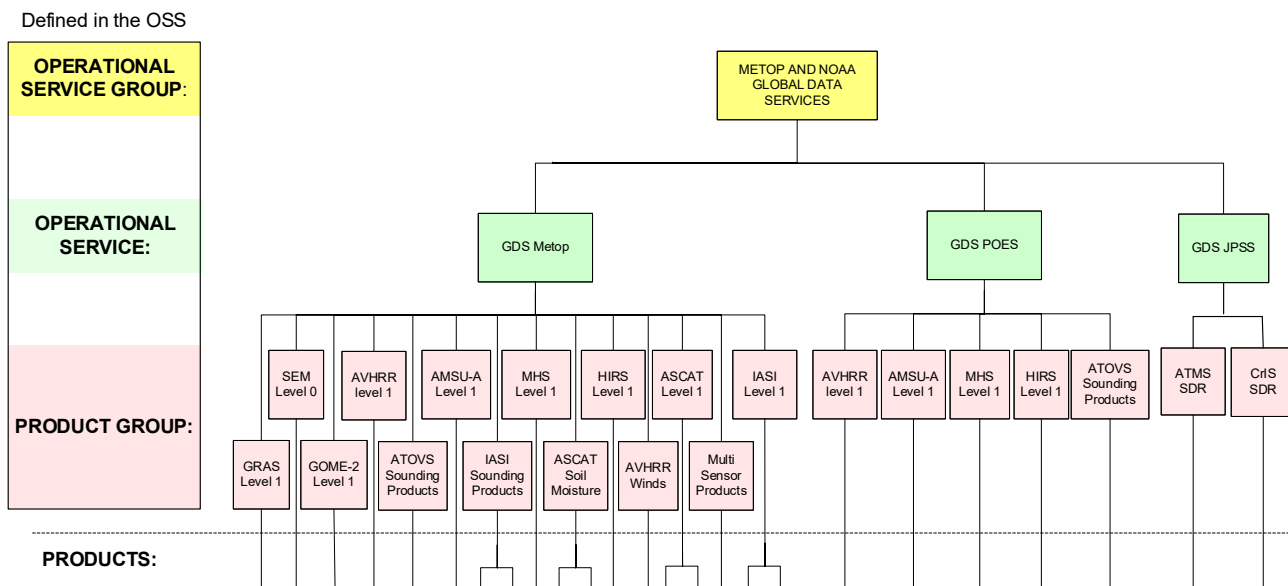 Defined in the OSS
OPERATIONAL
SERVICE GROUP:
METOP AND NOAA
GLOBAL DATA
SERVICES
OPERATIONAL
SERVICE:
GDS Metop
GDS POES
GDS JPSS
PRODUCT GROUP:
SEM
Level 0
AVHRR
level 1
AMSU-A
Level 1
MHS
Level 1
HIRS
Level 1
ASCAT
Level 1
IASI
Level 1
AVHRR
level 1
AMSU-A
Level 1
MHS
Level 1
HIRS
Level 1
ATOVS
Sounding
Products
ATMS
SDR
CrIS
SDR
GRAS
Level 1
GOME-2
Level 1
ATOVS
Sounding
Products
IASI
Sounding
Products
ASCAT
Soil
Moisture
AVHRR
Winds
Multi
Sensor
Products
PRODUCTS: